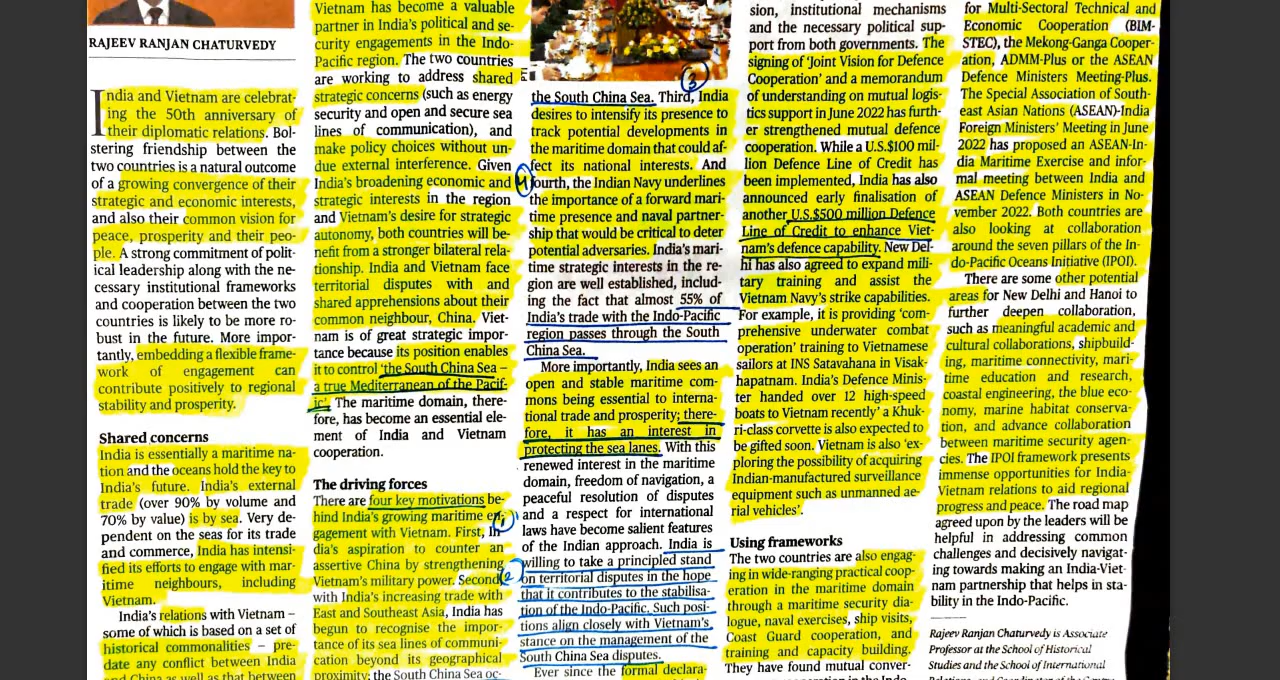 RAJEEV RANJAN CHATURVEDY
India and Vietnam are celebrat-
ing the 50th anniversary of
their diplomatic relations. Bol-
stering friendship between the
two countries is a natural outcome
of a growing convergence of their
strategic and economic interests,
and also their common vision for
peace, prosperity and their peo-
ple. A strong commitment of polit-
ical leadership along with the ne-
cessary institutional frameworks
and cooperation between the two
countries is likely to be more ro-
bust in the future. More impor-
tantly, embedding a flexible frame-
work of engagement can
contribute positively to regional
stability and prosperity.
Shared concerns
India is essentially a maritime na-
tion and the oceans hold the key to
India's future. India's external
trade (over 90% by volume and
70% by value) is by sea. Very de-
pendent on the seas for its trade
and commerce, India has intensi-
fied its efforts to engage with mar-
itime neighbours, including
Vietnam.
India's relations with Vietnam –
some of which is based on a set of
historical commonalities – pre-
date any conflict between India
and China as well as that between
Vietnam has become a valuable
partner in India's political and se-
curity engagements in the Indo-
Pacific region. The two countries
are working to address shared
strategic concerns (such as energy
security and open and secure sea
lines of communication), and
make policy choices without un-
due external interference. Given
India's broadening economic and
strategic interests in the region
and Vietnam's desire for strategic
autonomy, both countries will be-
nefit from a stronger bilateral rela-
tionship. India and Vietnam face
territorial disputes with and
shared apprehensions about their
common neighbour, China. Viet-
nam is of great strategic impor-
tance because its position enables
it to control 'the South China Sea –
a true Mediterranean of the Pacif-
ic'. The maritime domain, there-
fore, has become an essential ele-
ment of India and Vietnam
cooperation.
The driving forces
There are four key motivations be-
hind India's growing maritime en-
gagement with Vietnam. First, In-
dia's aspiration to counter an
assertive China by strengthening
Vietnam's military power. Second,
with India's increasing trade with
East and Southeast Asia, India has
begun to recognise the impor-
tance of its sea lines of communi-
cation beyond its geographical
proximity; the South China Sea oc-
1
2
3
the South China Sea. Third, India
desires to intensify its presence to
track potential developments in
the maritime domain that could af-
fect its national interests. And
4
fourth, the Indian Navy underlines
the importance of a forward mari-
time presence and naval partner-
ship that would be critical to deter
potential adversaries. India's mari-
time strategic interests in the re-
gion are well established, includ-
ing the fact that almost 55% of
India's trade with the Indo-Pacific
region passes through the South
China Sea.
More importantly, India sees an
open and stable maritime com-
mons being essential to interna-
tional trade and prosperity; there-
fore, it has an interest in
protecting the sea lanes. With this
renewed interest in the maritime
domain, freedom of navigation, a
peaceful resolution of disputes
and a respect for international
laws have become salient features
of the Indian approach. India is
willing to take a principled stand
on territorial disputes in the hope
that it contributes to the stabilisa-
tion of the Indo-Pacific. Such posi-
tions align closely with Vietnam's
stance on the management of the
South China Sea disputes.
Ever since the formal declara-
sion, institutional mechanisms
and the necessary political sup-
port from both governments. The
signing of 'Joint Vision for Defence
Cooperation' and a memorandum
of understanding on mutual logis-
tics support in June 2022 has furth-
er strengthened mutual defence
cooperation. While a U.S.$100 mil-
lion Defence Line of Credit has
been implemented, India has also
announced early finalisation of
another U.S.$500 million Defence
Line of Credit to enhance Viet-
nam's defence capability. New Del-
hi has also agreed to expand mili-
tary training and assist the
Vietnam Navy's strike capabilities.
For example, it is providing 'com-
prehensive underwater combat
operation' training to Vietnamese
sailors at INS Satavahana in Visak-
hapatnam. India's Defence Minis-
ter handed over 12 high-speed
boats to Vietnam recently' a Khuk-
ri-class corvette is also expected to
be gifted soon. Vietnam is also 'ex-
ploring the possibility of acquiring
Indian-manufactured surveillance
equipment such as unmanned ae-
rial vehicles'.
Using frameworks
The two countries are also engag-
ing in wide-ranging practical coop-
eration in the maritime domain
through a maritime security dia-
logue, naval exercises, ship visits,
Coast Guard cooperation, and
training and capacity building.
They have found mutual conver-
for Multi-Sectoral Technical and
Economic Cooperation (BIM-
STEC), the Mekong-Ganga Cooper-
ation, ADMM-Plus or the ASEAN
Defence Ministers Meeting-Plus.
The Special Association of South-
east Asian Nations (ASEAN)-India
Foreign Ministers' Meeting in June
2022 has proposed an ASEAN-In-
dia Maritime Exercise and infor-
mal meeting between India and
ASEAN Defence Ministers in No-
vember 2022. Both countries are
also looking at collaboration
around the seven pillars of the In-
do-Pacific Oceans Initiative (IPOI).
There are some other potential
areas for New Delhi and Hanoi to
further deepen collaboration,
such as meaningful academic and
cultural collaborations, shipbuild-
ing, maritime connectivity, mari-
time education and research,
coastal engineering, the blue eco-
nomy, marine habitat conserva-
tion, and advance collaboration
between maritime security agen-
cies. The IPOI framework presents
immense opportunities for India-
Vietnam relations to aid regional
progress and peace. The road map
agreed upon by the leaders will be
helpful in addressing common
challenges and decisively navigat-
ing towards making an India-Viet-
nam partnership that helps in sta-
bility in the Indo-Pacific.
Rajeev Ranjan Chaturvedy is Associate
Professor at the School of Historical
Studies and the School of International